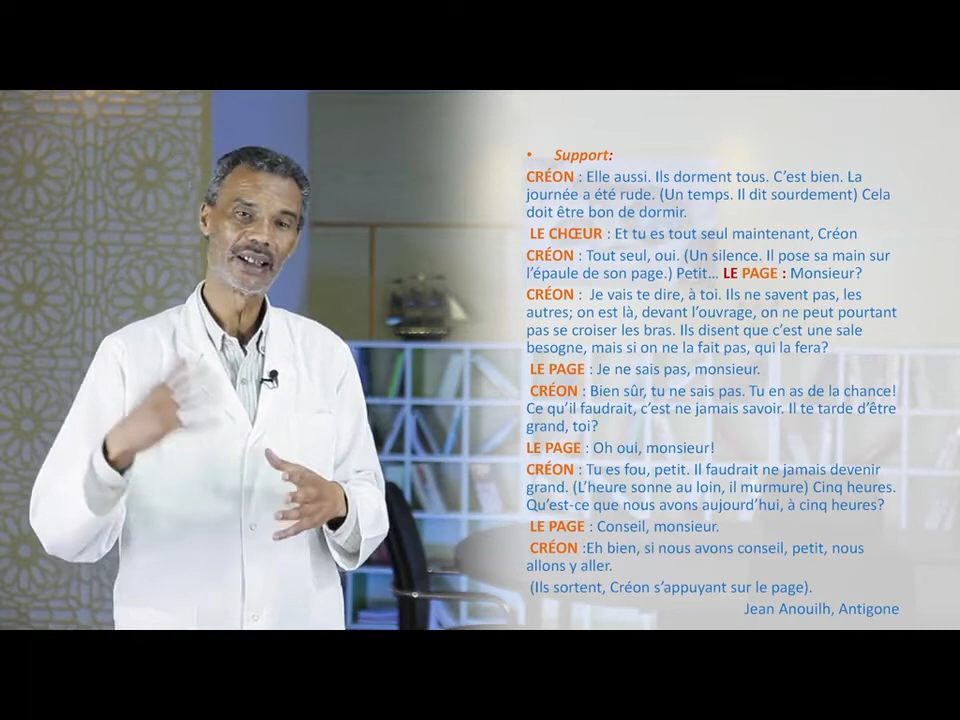 • Support:
CRÉON : Elle aussi. Ils dorment tous. C’est bien. La
journée a été rude. (Un temps. Il dit sourdement) Cela
doit être bon de dormir.
LE CHŒUR : Et tu es tout seul maintenant, Créon
CRÉON : Tout seul, oui. (Un silence. Il pose sa main sur
l’épaule de son page.) Petit… LE PAGE : Monsieur?
CRÉON : Je vais te dire, à toi. Ils ne savent pas, les
autres; on est là, devant l’ouvrage, on ne peut pourtant
pas se croiser les bras. Ils disent que c’est une sale
besogne, mais si on ne la fait pas, qui la fera?
LE PAGE : Je ne sais pas, monsieur.
CRÉON : Bien sûr, tu ne sais pas. Tu en as de la chance!
Ce qu’il faudrait, c’est ne jamais savoir. Il te tarde d’être
grand, toi?
LE PAGE : Oh oui, monsieur!
CRÉON : Tu es fou, petit. Il faudrait ne jamais devenir
grand. (L’heure sonne au loin, il murmure) Cinq heures.
Qu’est-ce que nous avons aujourd’hui, à cinq heures?
LE PAGE : Conseil, monsieur.
CRÉON :Eh bien, si nous avons conseil, petit, nous
allons y aller.
(Ils sortent, Créon s’appuyant sur le page).
Jean Anouilh, Antigone